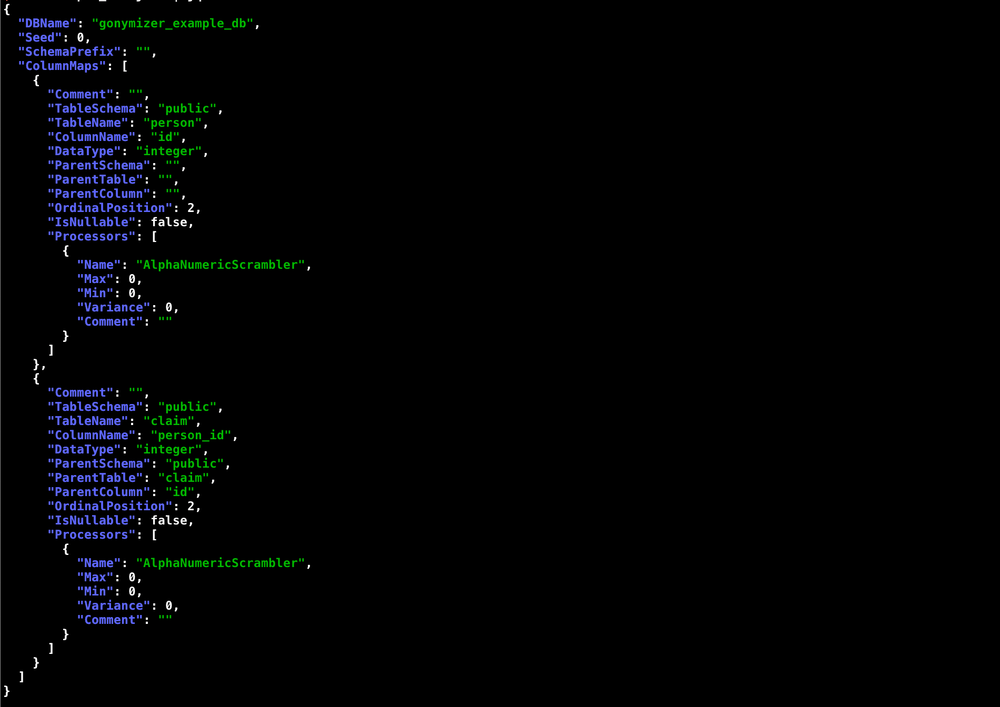 {
  "DBName": "gonymizer_example_db",
  "Seed": 0,
  "SchemaPrefix": "",
  "ColumnMaps": [
    {
      "Comment": "",
      "TableSchema": "public",
      "TableName": "person",
      "ColumnName": "id",
      "DataType": "integer",
      "ParentSchema": "",
      "ParentTable": "",
      "ParentColumn": "",
      "OrdinalPosition": 2,
      "IsNullable": false,
      "Processors": [
        {
          "Name": "AlphaNumericScrambler",
          "Max": 0,
          "Min": 0,
          "Variance": 0,
          "Comment": ""
        }
      ]
    },
    {
      "Comment": "",
      "TableSchema": "public",
      "TableName": "claim",
      "ColumnName": "person_id",
      "DataType": "integer",
      "ParentSchema": "public",
      "ParentTable": "claim",
      "ParentColumn": "id",
      "OrdinalPosition": 2,
      "IsNullable": false,
      "Processors": [
        {
          "Name": "AlphaNumericScrambler",
          "Max": 0,
          "Min": 0,
          "Variance": 0,
          "Comment": ""
        }
      ]
    }
  ]
}